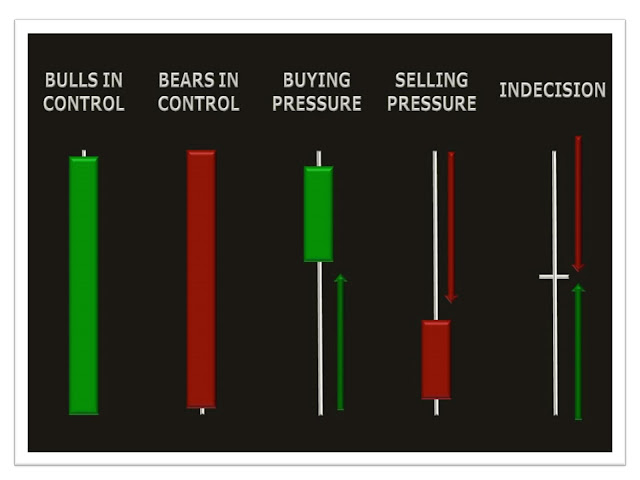 BULLS IN
CONTROL
BEARS IN
CONTROL
BUYING
PRESSURE
SELLING
PRESSURE
INDECISION